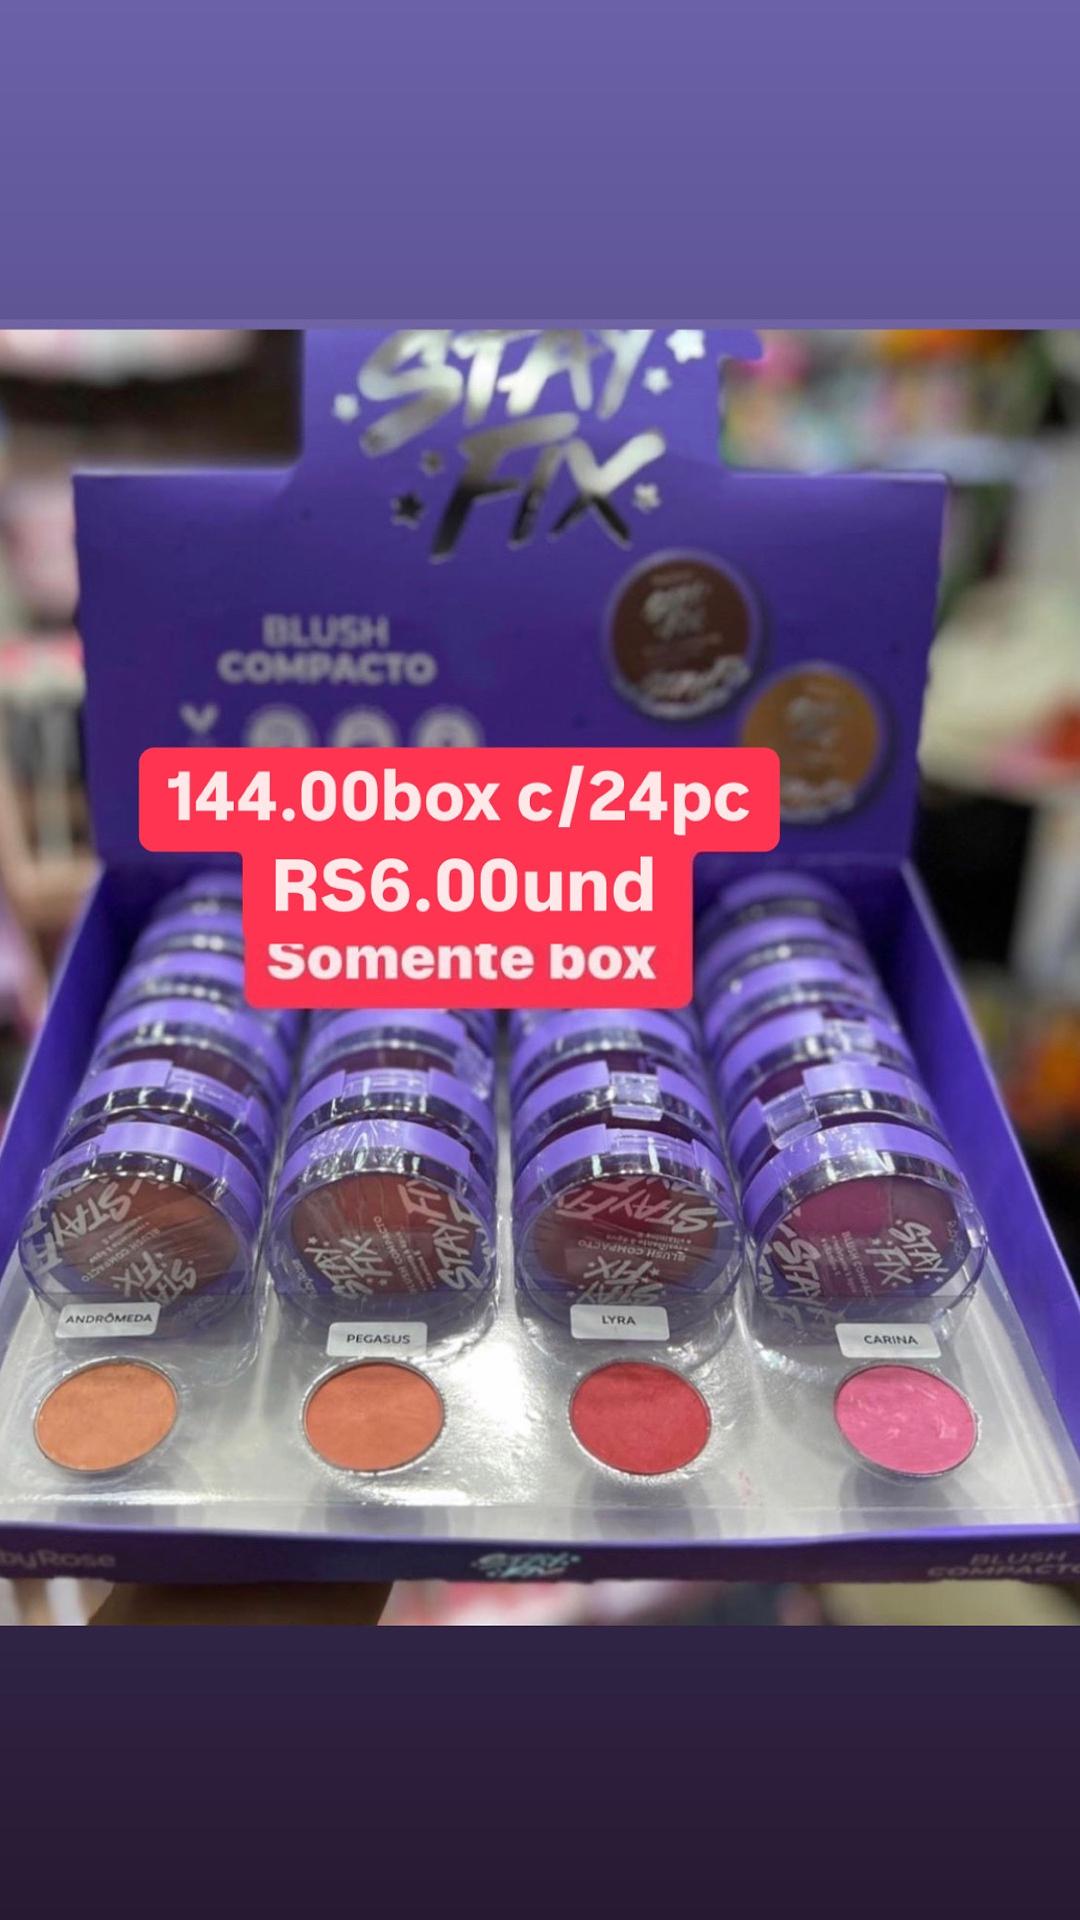 STAY
FIX
BLUSH
COMPACTO
144.00box c/24pc
RS6.00und
Somente box
ANDRÔMEDA
PEGASUS
LYRA
CARINA
byRose
STAY
FIX
BLUSH
COMPACTO